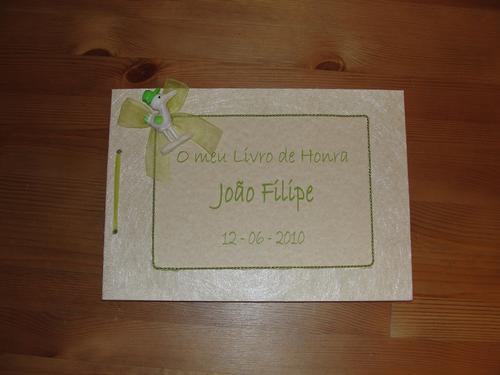 O meu Livro de Honra
João Filipe
12 - 06 - 2010